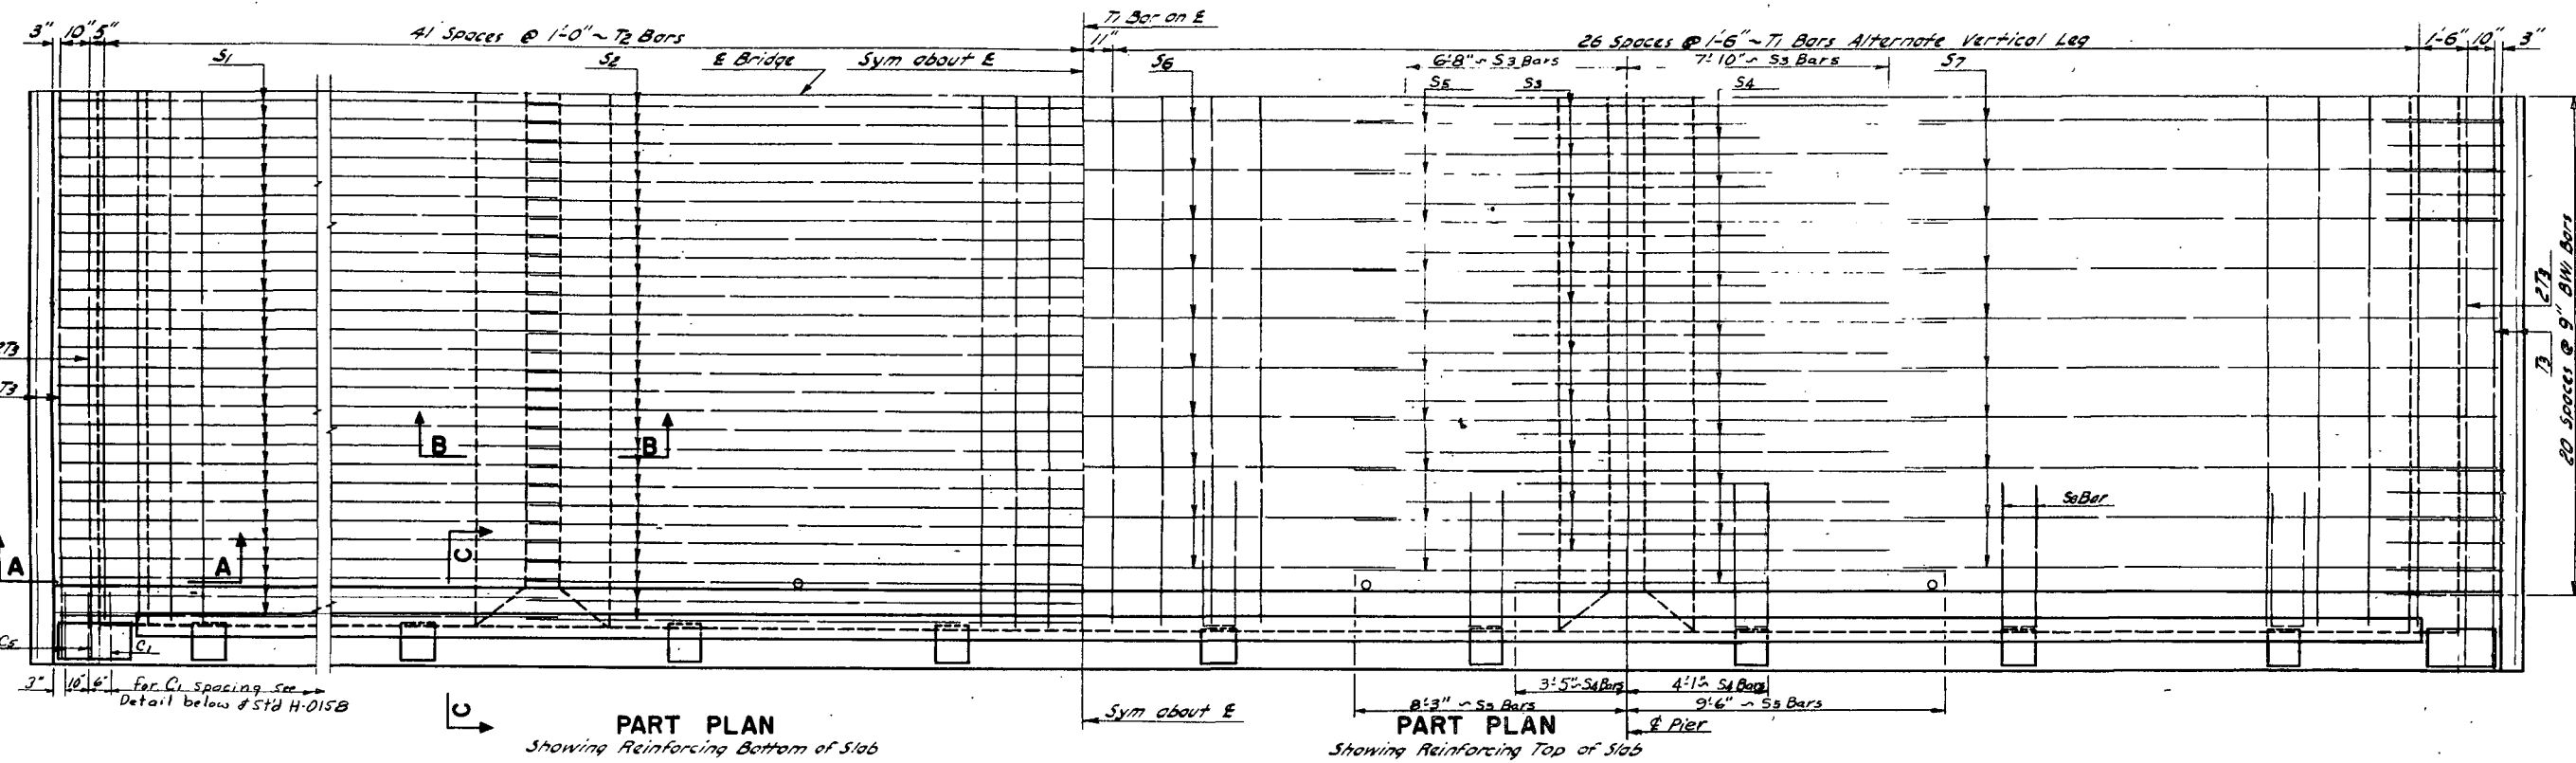 3" 10" 5"
41 Spaces @ 1'-0" ~ T2 Bars
T1 Bar on ℄
11"
26 Spaces @ 1'-6" ~ T1 Bars Alternate Vertical Leg
1'-6" 10" 3"
S1
S2
℄ Bridge
Sym about ℄
S6
6'-8" ~ S3 Bars
7'-10" ~ S3 Bars
S7
S5
S3
S4
2T3
T3
B
B
A
A
C
S8 Bar
2T3
T3
20 Spaces @ 9" BW1 Bars
C5
C1
3" 10" 6"
for C1 spacing see
Detail below & Std H-015B
C
PART PLAN
Showing Reinforcing Bottom of Slab
Sym about ℄
3'-5" ~ S4 Bars
4'-1" ~ S4 Bars
8'-3" ~ S5 Bars
9'-6" ~ S5 Bars
℄ Pier
PART PLAN
Showing Reinforcing Top of Slab